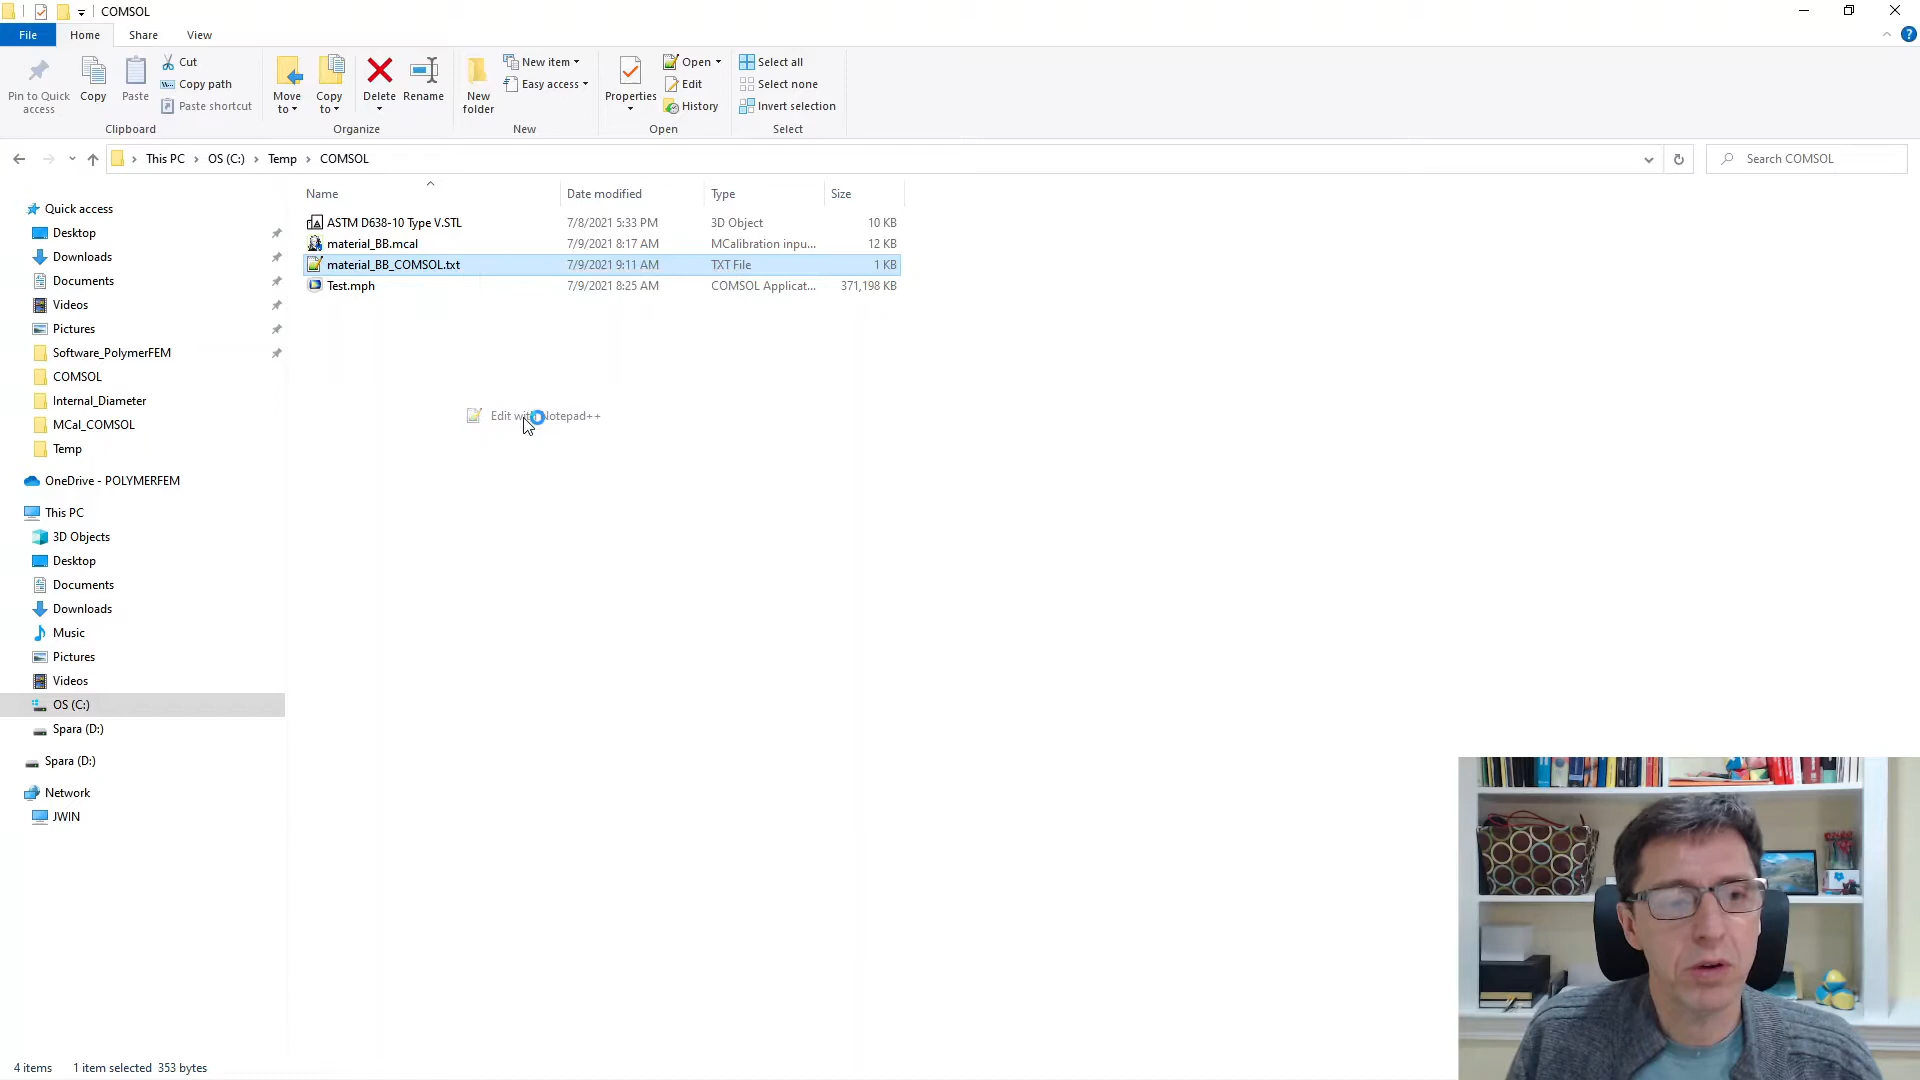 COMSOL
File Home Share View
Pin to Quick access
Copy
Paste
Cut
Copy path
Paste shortcut
Clipboard
Move to
Copy to
Delete
Rename
Organize
New folder
New item
Easy access
New
Properties
Open
Edit
History
Open
Select all
Select none
Invert selection
Select
This PC > OS (C:) > Temp > COMSOL
Search COMSOL
Name Date modified Type Size
ASTM D638-10 Type V.STL 7/8/2021 5:33 PM 3D Object 10 KB
material_BB.mcal 7/9/2021 8:17 AM MCalibration inpu... 12 KB
material_BB_COMSOL.txt 7/9/2021 9:11 AM TXT File 1 KB
Test.mph 7/9/2021 8:25 AM COMSOL Applicat... 371,198 KB
Edit with Notepad++
Quick access
Desktop
Downloads
Documents
Videos
Pictures
Software_PolymerFEM
COMSOL
Internal_Diameter
MCal_COMSOL
Temp
OneDrive - POLYMERFEM
This PC
3D Objects
Desktop
Documents
Downloads
Music
Pictures
Videos
OS (C:)
Spara (D:)
Spara (D:)
Network
JWIN
4 items 1 item selected 353 bytes